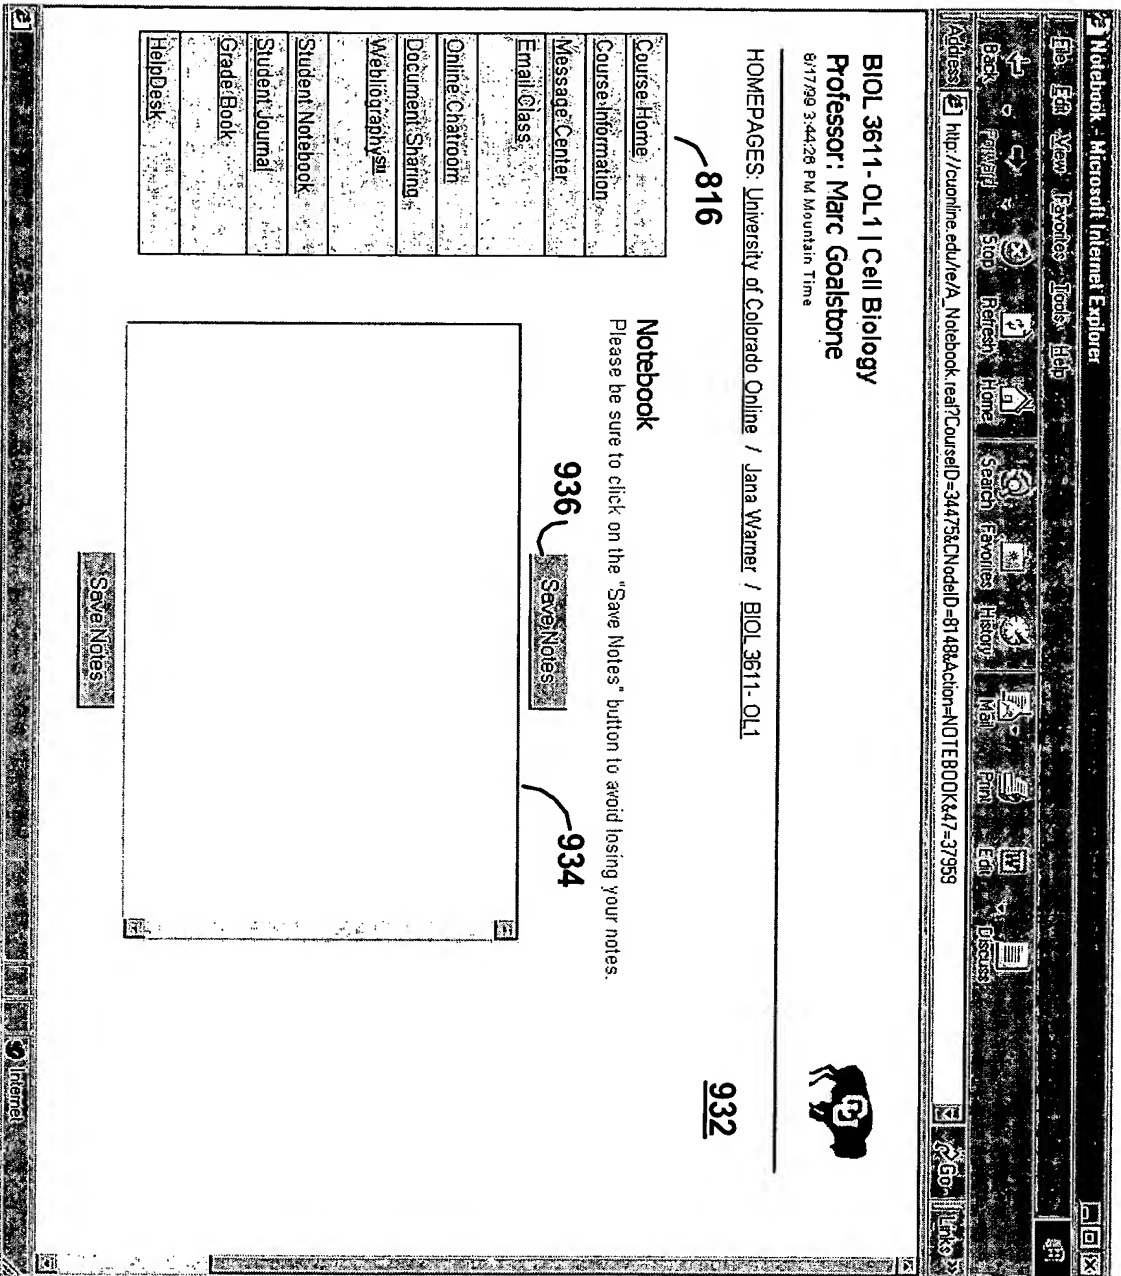 Notebook - Microsoft Internet Explorer
File Edit View Favorites Tools Help
Back Forward Stop Refresh Home Search Favorites History Mail Print Edit Discuss
Address http://cuonline.edu/re/A_Notebook.real?CourseID=34475&CNodeID=8148&Action=NOTEBOOK&47=37959 Go Links »
BIOL 3611- OL1 | Cell Biology
Professor: Marc Goalstone
8/17/99 3:44:26 PM Mountain Time
HOMEPAGES: University of Colorado Online / Jana Warner / BIOL 3611- OL1
932
816
Course Home
Course Information
Message Center
Email Class
Online Chatroom
Document Sharing
Webliography
Student Notebook
Student Journal
Grade Book
HelpDesk
Notebook
Please be sure to click on the "Save Notes" button to avoid losing your notes.
936
Save Notes
934
Save Notes
Internet